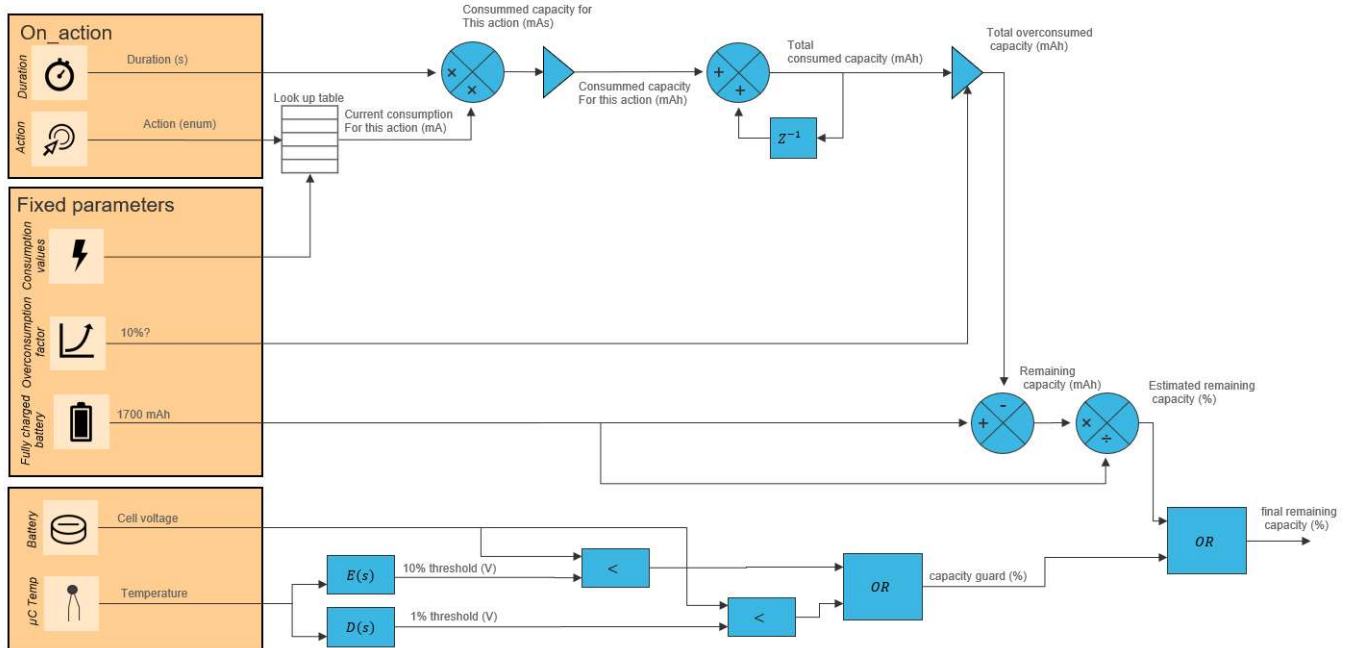 On_action
Duration
Duration (s)
Action
Action (enum)
Look up table
Current consumption
For this action (mA)
Consummed capacity for
This action (mAs)
×
×
Consummed capacity
For this action (mAh)
+
+
Total
consumed capacity (mAh)
Z⁻¹
Total overconsumed
capacity (mAh)
Fixed parameters
Consumption
values
Overconsumption
factor
10%?
Fully charged
battery
1700 mAh
-
+
Remaining
capacity (mAh)
×
÷
Estimated remaining
capacity (%)
Battery
Cell voltage
µC Temp
Temperature
E(s)
10% threshold (V)
<
D(s)
1% threshold (V)
<
OR
capacity guard (%)
OR
final remaining
capacity (%)